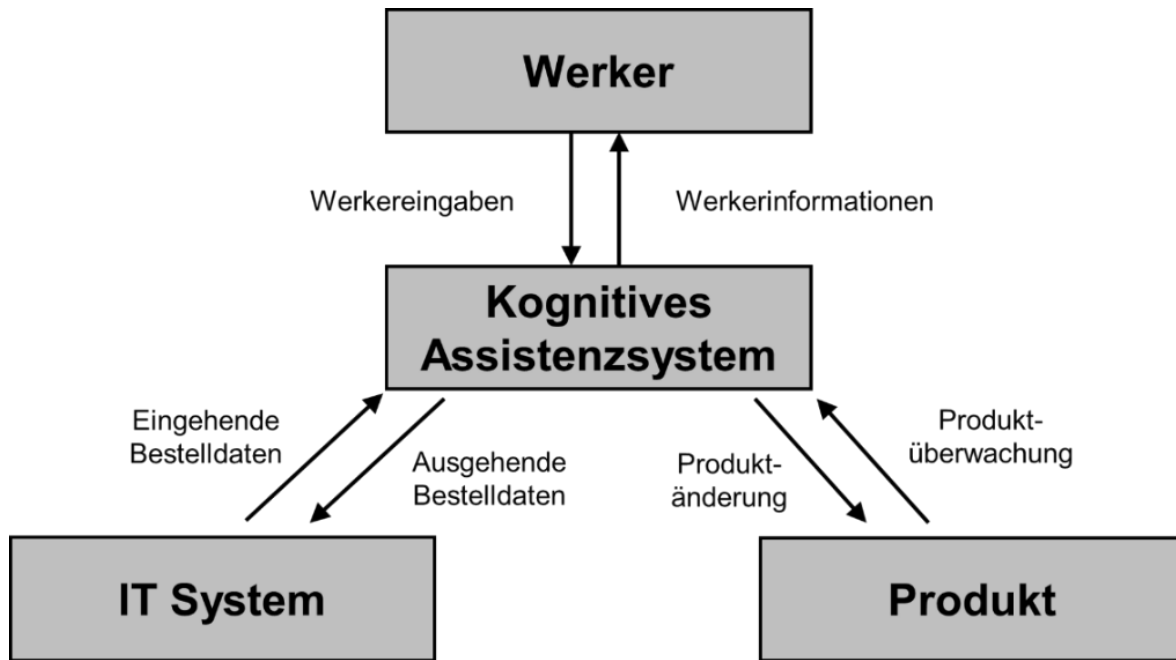 Werker
Werkereingaben
Werkerinformationen
Kognitives
Assistenzsystem
Eingehende
Bestelldaten
Ausgehende
Bestelldaten
Produkt-
änderung
Produkt-
überwachung
IT System
Produkt